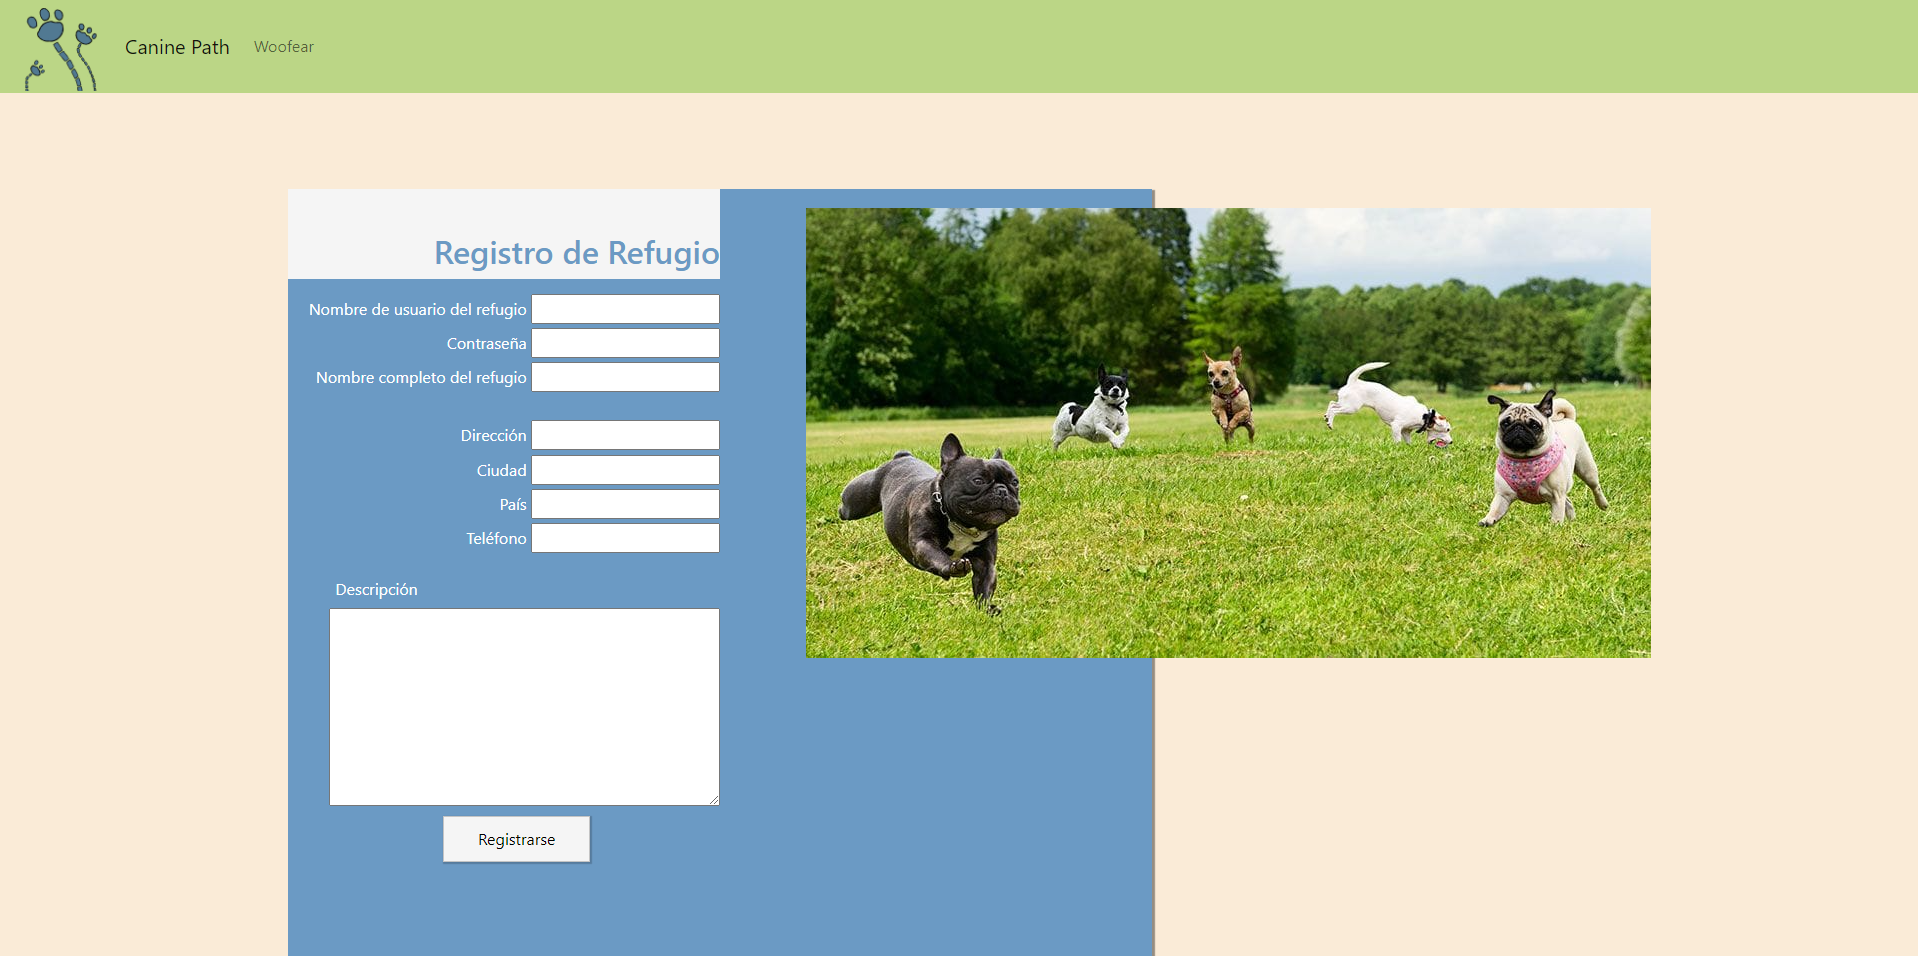 Canine Path
Woofear
Registro de Refugio
Nombre de usuario del refugio
Contraseña
Nombre completo del refugio
Dirección
Ciudad
País
Teléfono
Descripción
Registrarse